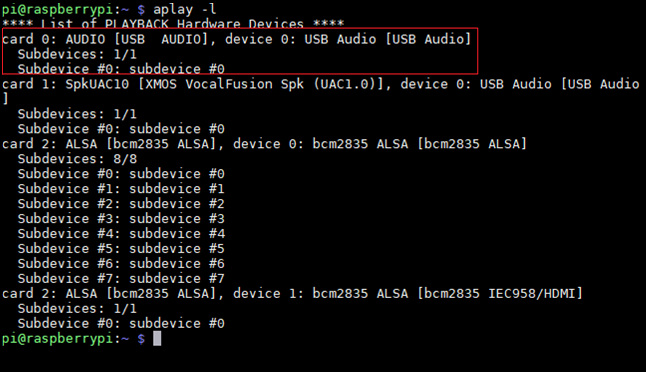 pi@raspberrypi:~ $ aplay -l
**** List of PLAYBACK Hardware Devices ****
card 0: AUDIO [USB  AUDIO], device 0: USB Audio [USB Audio]
  Subdevices: 1/1
  Subdevice #0: subdevice #0
card 1: SpkUAC10 [XMOS VocalFusion Spk (UAC1.0)], device 0: USB Audio [USB Audio
]
  Subdevices: 1/1
  Subdevice #0: subdevice #0
card 2: ALSA [bcm2835 ALSA], device 0: bcm2835 ALSA [bcm2835 ALSA]
  Subdevices: 8/8
  Subdevice #0: subdevice #0
  Subdevice #1: subdevice #1
  Subdevice #2: subdevice #2
  Subdevice #3: subdevice #3
  Subdevice #4: subdevice #4
  Subdevice #5: subdevice #5
  Subdevice #6: subdevice #6
  Subdevice #7: subdevice #7
card 2: ALSA [bcm2835 ALSA], device 1: bcm2835 ALSA [bcm2835 IEC958/HDMI]
  Subdevices: 1/1
  Subdevice #0: subdevice #0
pi@raspberrypi:~ $